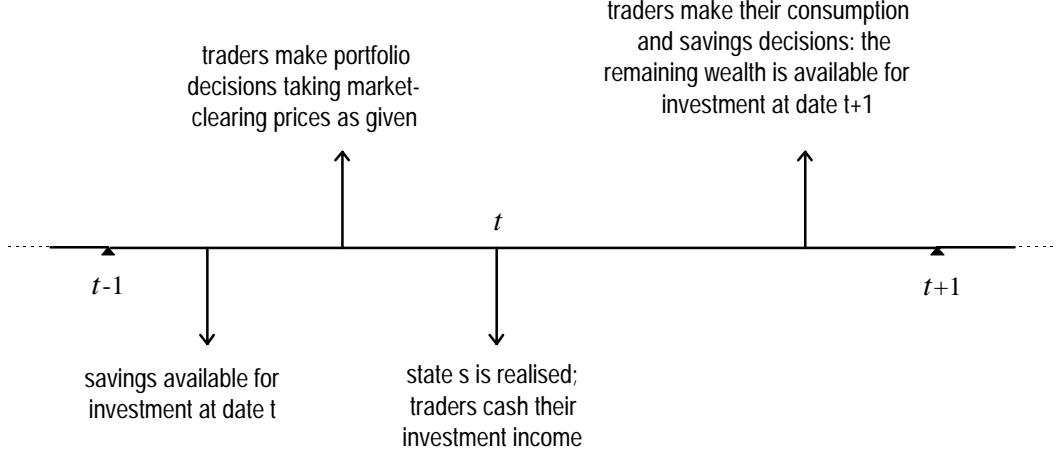 traders make their consumption
and savings decisions: the
remaining wealth is available for
investment at date t+1
traders make portfolio
decisions taking market-
clearing prices as given
t
t-1
t+1
savings available for
investment at date t
state s is realised;
traders cash their
investment income